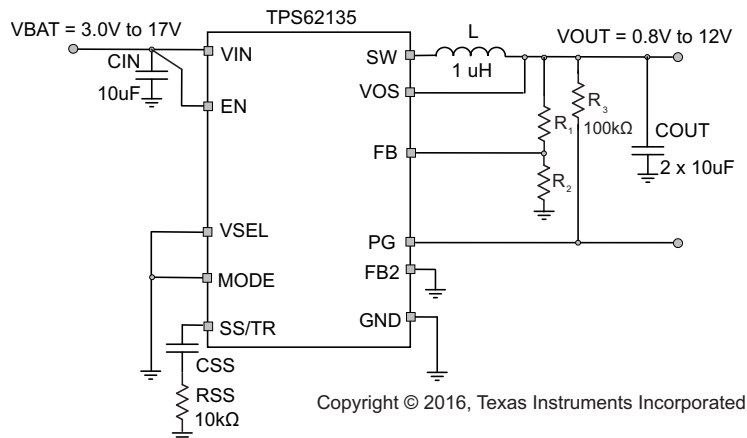 TPS62135
VBAT = 3.0V to 17V
VOUT = 0.8V to 12V
L
1 uH
VIN
SW
CIN
10uF
EN
VOS
R1
R3
100kΩ
COUT
2 x 10uF
FB
R2
VSEL
PG
MODE
FB2
SS/TR
GND
CSS
RSS
10kΩ
Copyright © 2016, Texas Instruments Incorporated